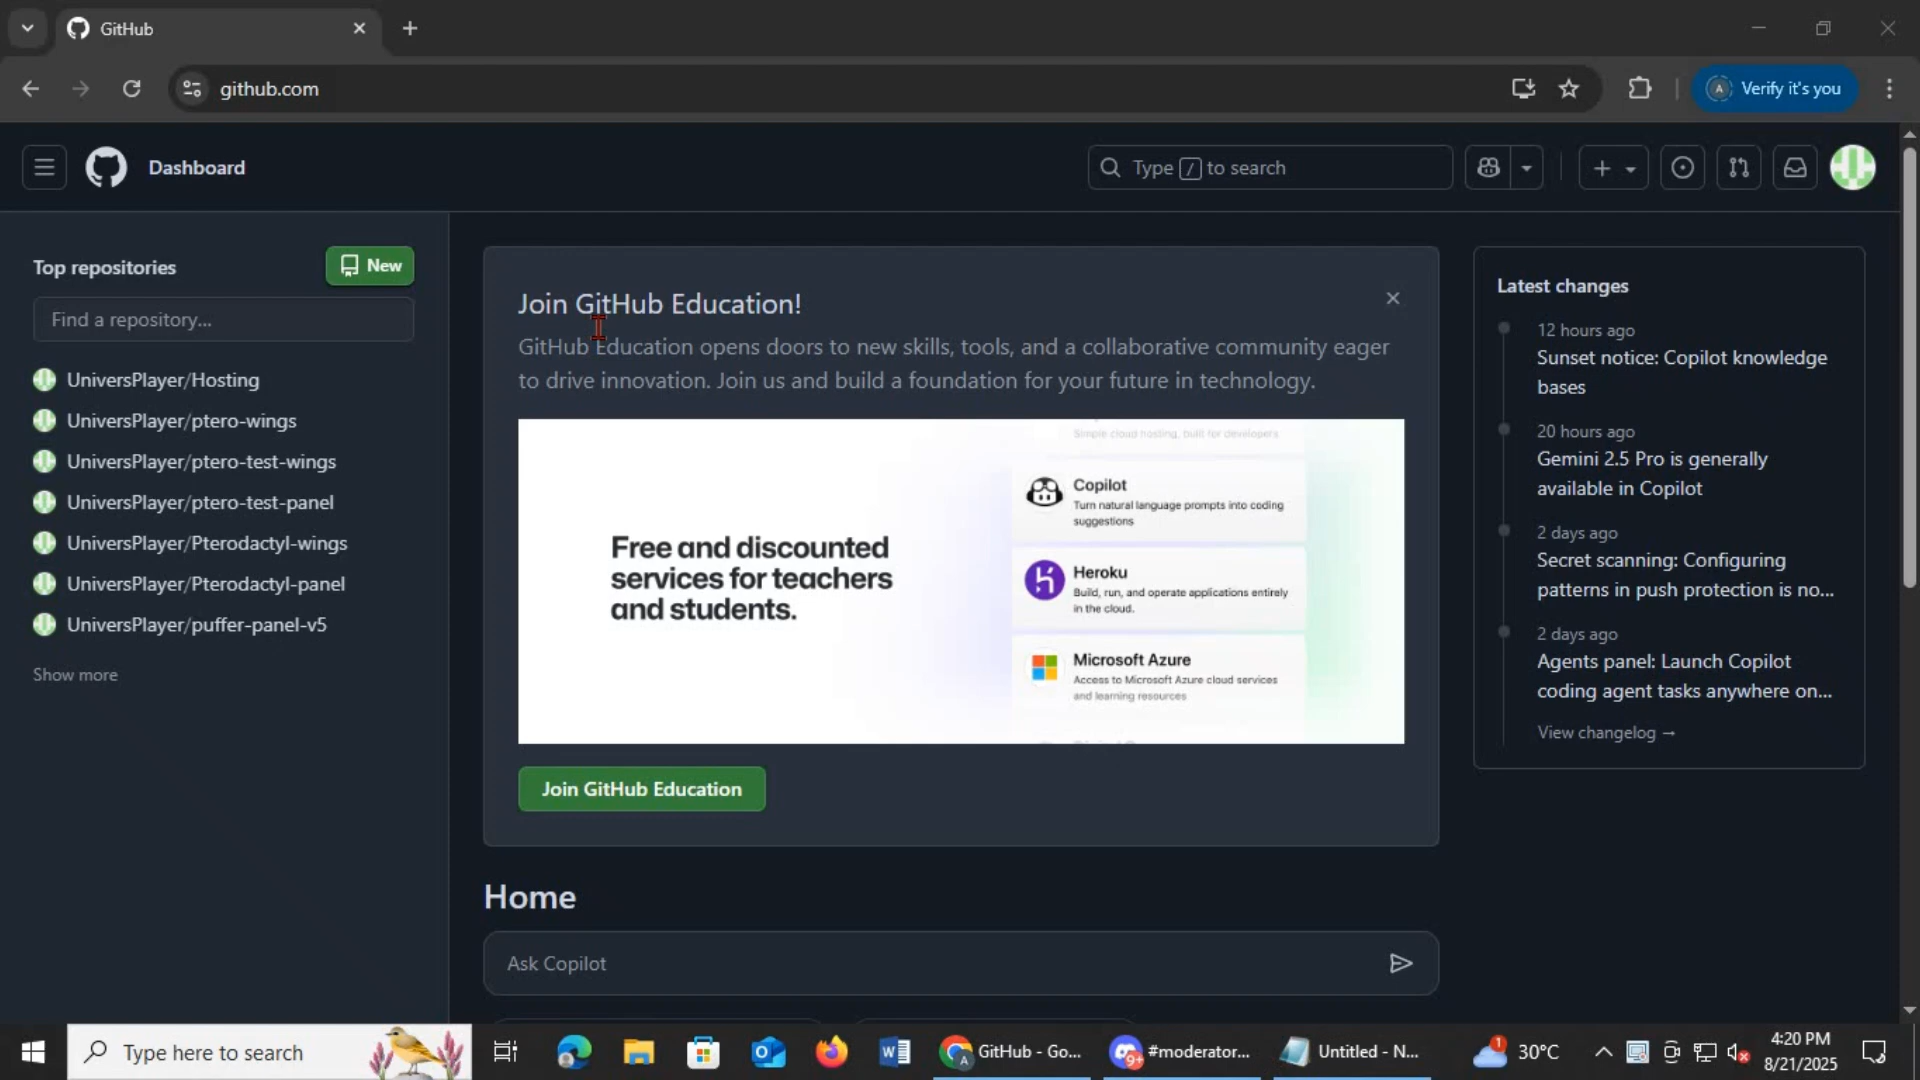 GitHub
github.com
Verify it's you
Dashboard
Type / to search
Top repositories
New
Find a repository...
UniversPlayer/Hosting
UniversPlayer/ptero-wings
UniversPlayer/ptero-test-wings
UniversPlayer/ptero-test-panel
UniversPlayer/Pterodactyl-wings
UniversPlayer/Pterodactyl-panel
UniversPlayer/puffer-panel-v5
Show more
Join GitHub Education!
GitHub Education opens doors to new skills, tools, and a collaborative community eager
to drive innovation. Join us and build a foundation for your future in technology.
Free and discounted
services for teachers
and students.
Simple cloud hosting, built for developers
Copilot
Turn natural language prompts into coding
suggestions
Heroku
Build, run, and operate applications entirely
in the cloud.
Microsoft Azure
Access to Microsoft Azure cloud services
and learning resources
Join GitHub Education
Home
Ask Copilot
Latest changes
12 hours ago
Sunset notice: Copilot knowledge
bases
20 hours ago
Gemini 2.5 Pro is generally
available in Copilot
2 days ago
Secret scanning: Configuring
patterns in push protection is no...
2 days ago
Agents panel: Launch Copilot
coding agent tasks anywhere on...
View changelog →
Type here to search
GitHub - Go...
9+
#moderator...
Untitled - N...
1
30°C
4:20 PM
8/21/2025